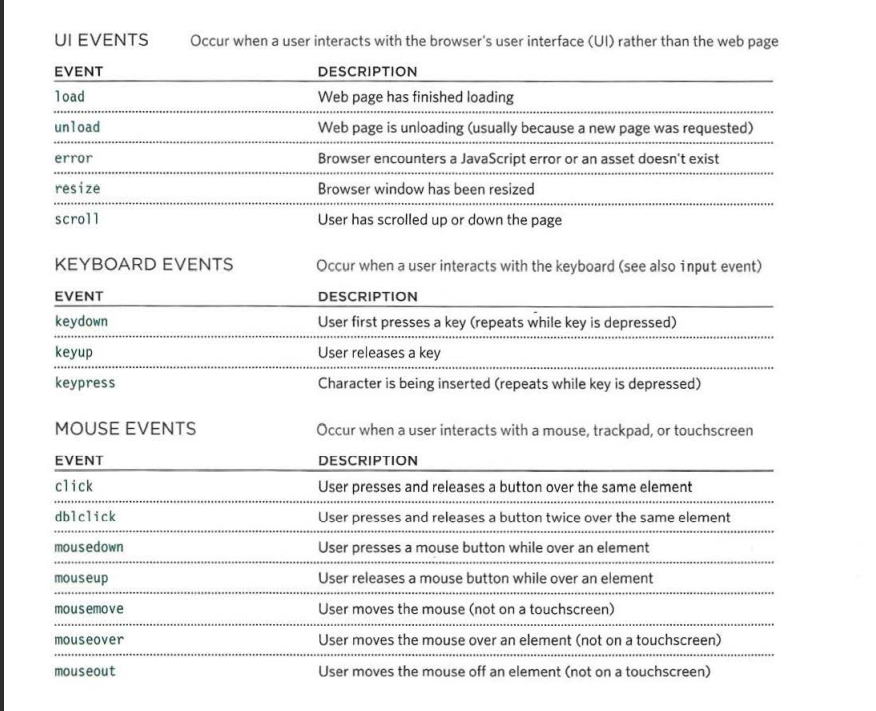 UI EVENTS Occur when a user interacts with the browser's user interface (UI) rather than the web page
EVENT DESCRIPTION
load Web page has finished loading
unload Web page is unloading (usually because a new page was requested)
error Browser encounters a JavaScript error or an asset doesn't exist
resize Browser window has been resized
scroll User has scrolled up or down the page
KEYBOARD EVENTS Occur when a user interacts with the keyboard (see also input event)
EVENT DESCRIPTION
keydown User first presses a key (repeats while key is depressed)
keyup User releases a key
keypress Character is being inserted (repeats while key is depressed)
MOUSE EVENTS Occur when a user interacts with a mouse, trackpad, or touchscreen
EVENT DESCRIPTION
click User presses and releases a button over the same element
dblclick User presses and releases a button twice over the same element
mousedown User presses a mouse button while over an element
mouseup User releases a mouse button while over an element
mousemove User moves the mouse (not on a touchscreen)
mouseover User moves the mouse over an element (not on a touchscreen)
mouseout User moves the mouse off an element (not on a touchscreen)